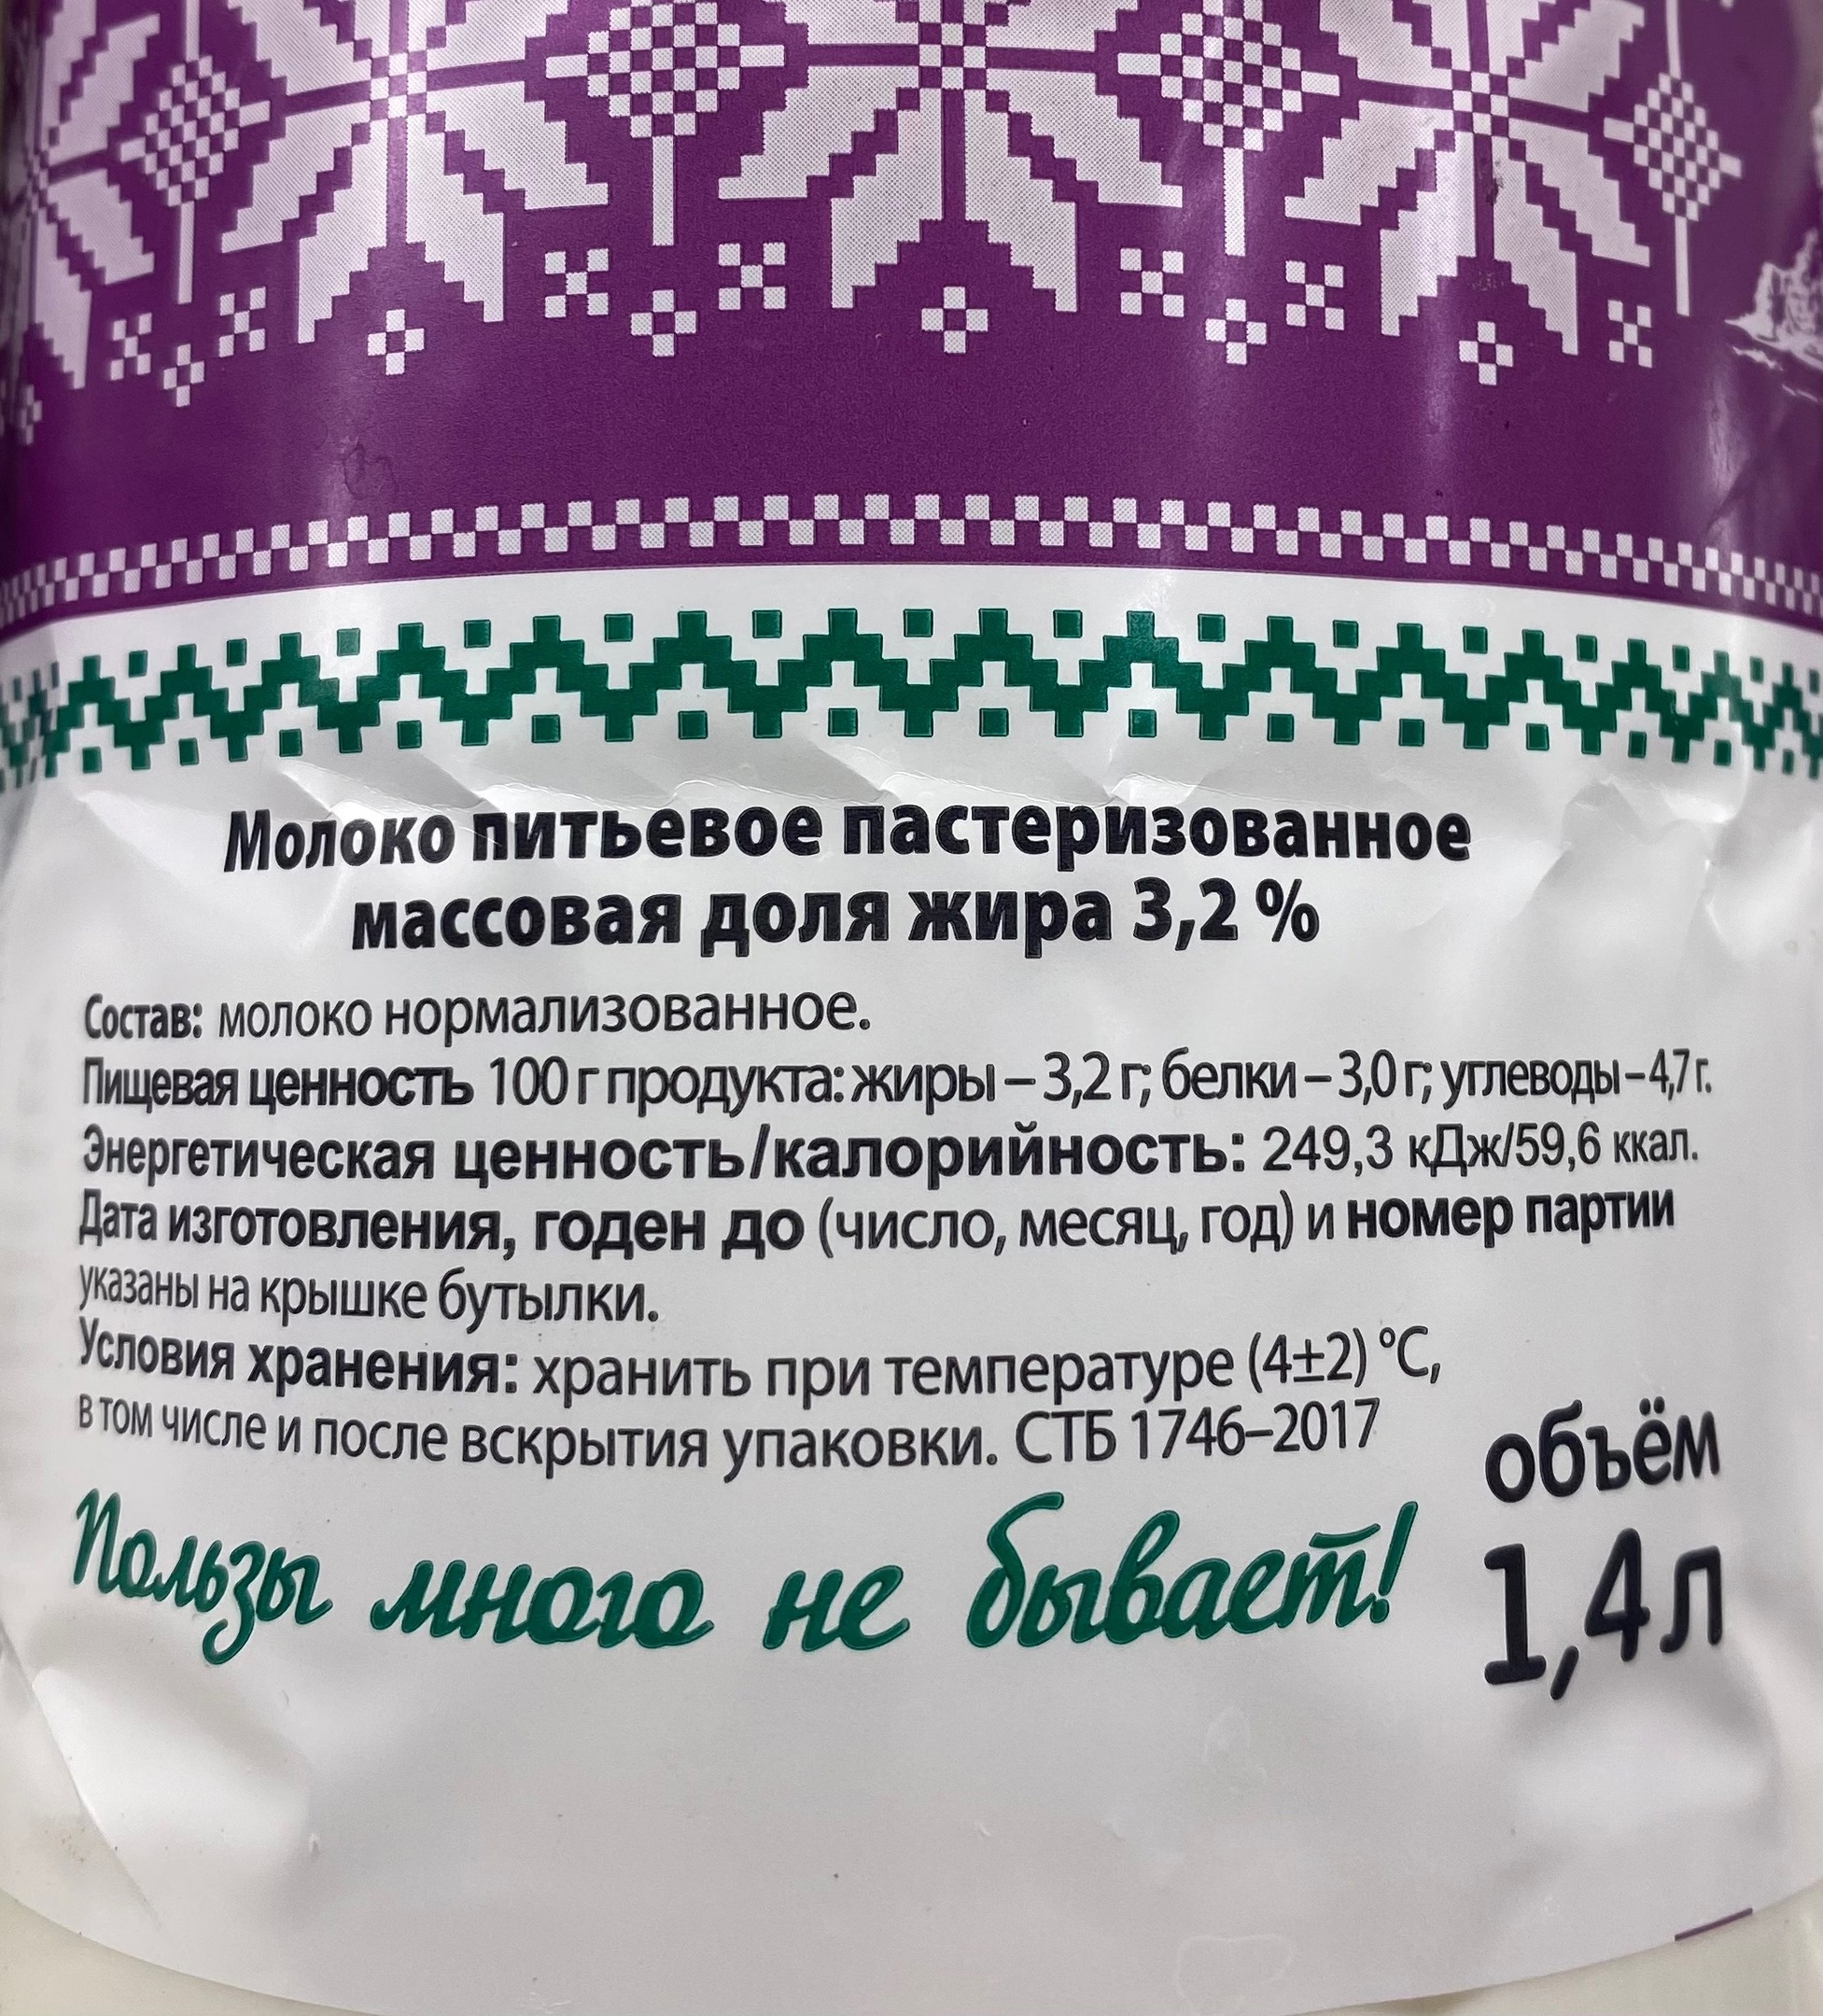 Молоко питьевое пастеризованное
массовая доля жира 3,2 %
Состав: молоко нормализованное.
Пищевая ценность 100 г продукта: жиры – 3,2 г; белки – 3,0 г; углеводы – 4,7 г.
Энергетическая ценность/калорийность: 249,3 кДж/59,6 ккал.
Дата изготовления, годен до (число, месяц, год) и номер партии
указаны на крышке бутылки.
Условия хранения: хранить при температуре (4±2) °С,
в том числе и после вскрытия упаковки. СТБ 1746–2017
Пользы много не бывает!
объём
1,4 л